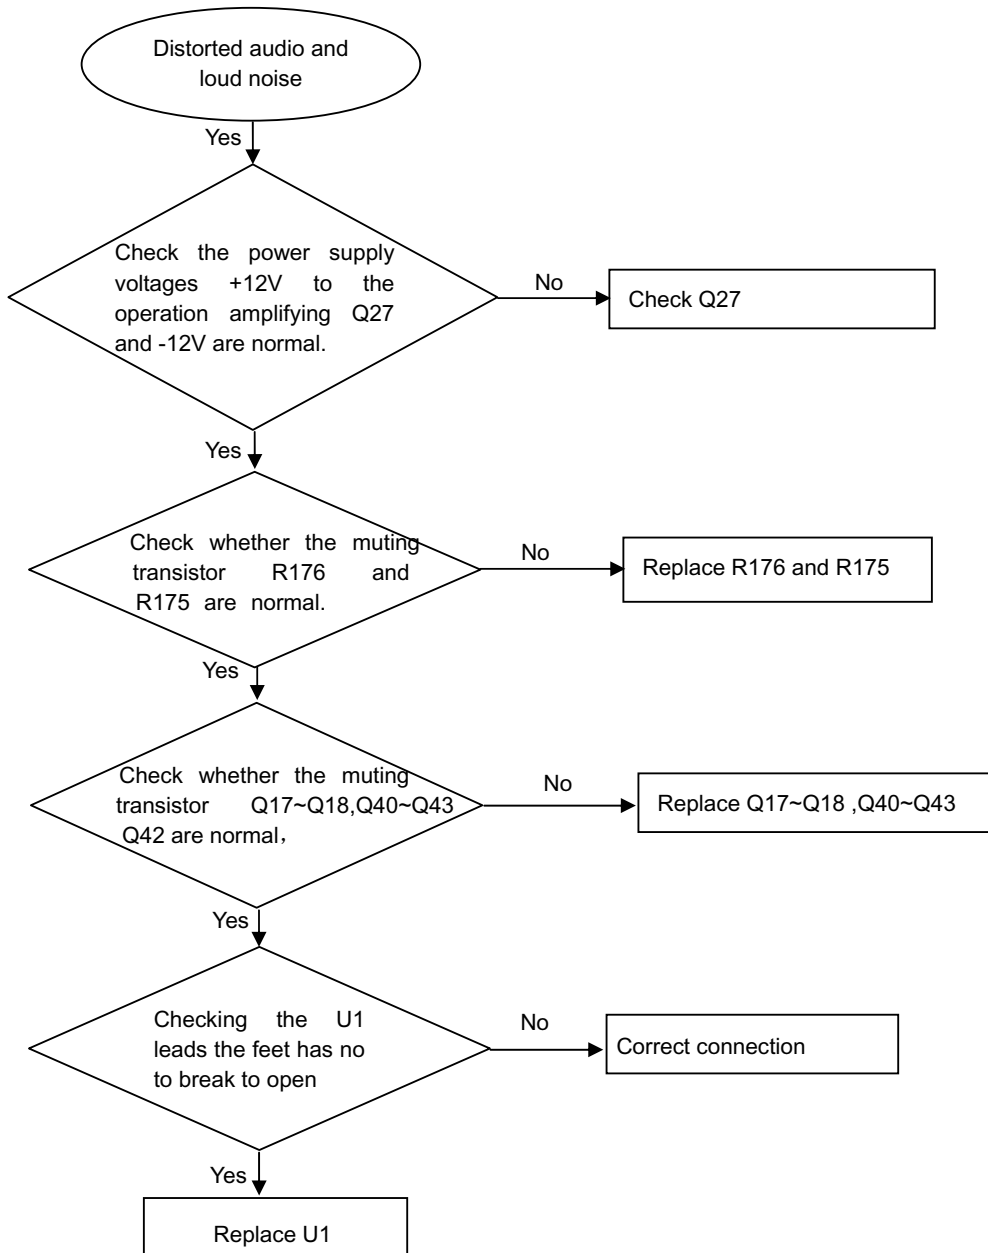 Distorted audio and
loud noise
Yes
Check the power supply
voltages +12V to the
operation amplifying Q27
and -12V are normal.
No
Check Q27
Yes
Check whether the muting
transistor R176 and
R175 are normal.
No
Replace R176 and R175
Yes
Check whether the muting
transistor Q17~Q18,Q40~Q43
Q42 are normal，
No
Replace Q17~Q18 ,Q40~Q43
Yes
Checking the U1
leads the feet has no
to break to open
No
Correct connection
Yes
Replace U1